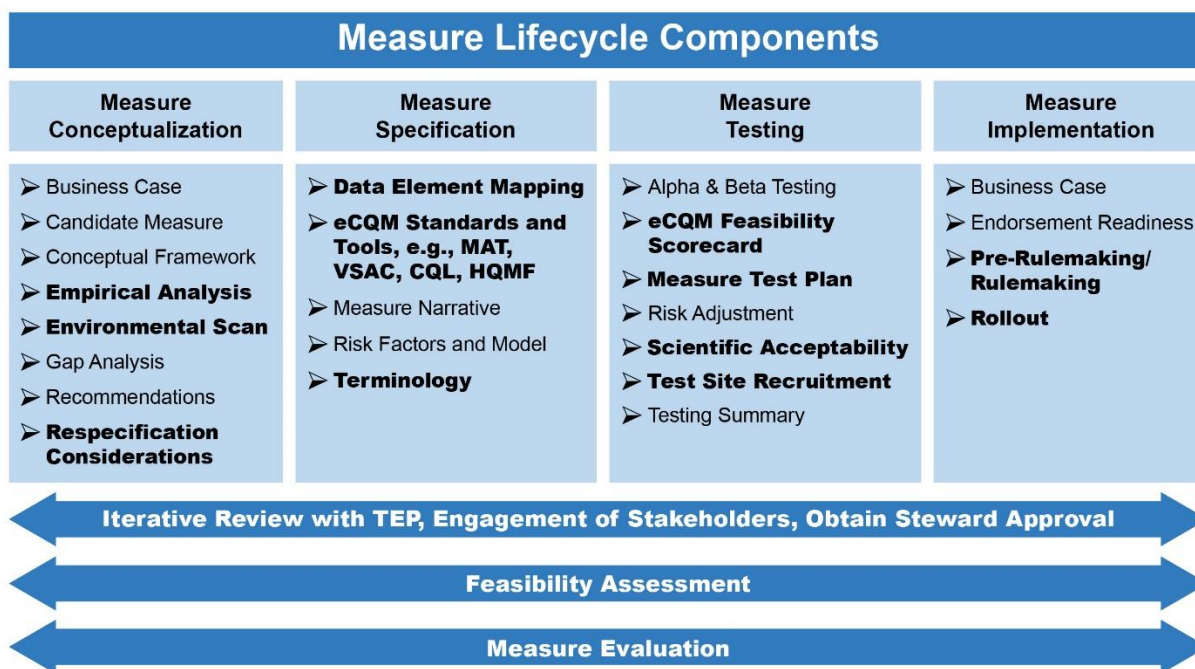 Measure Lifecycle Components
Measure
Conceptualization
Business Case
Candidate Measure
Conceptual Framework
Empirical Analysis
Environmental Scan
Gap Analysis
Recommendations
Respecification
Considerations
Measure
Specification
Data Element Mapping
eCQM Standards and
Tools, e.g., MAT,
VSAC, CQL, HQMF
Measure Narrative
Risk Factors and Model
Terminology
Measure
Testing
Alpha & Beta Testing
eCQM Feasibility
Scorecard
Measure Test Plan
Risk Adjustment
Scientific Acceptability
Test Site Recruitment
Testing Summary
Measure
Implementation
Business Case
Endorsement Readiness
Pre-Rulemaking/
Rulemaking
Rollout
Iterative Review with TEP, Engagement of Stakeholders, Obtain Steward Approval
Feasibility Assessment
Measure Evaluation